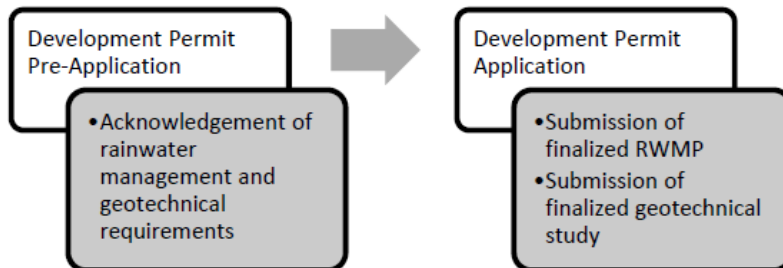 Development Permit
Pre-Application
•Acknowledgement of
rainwater
management and
geotechnical
requirements
Development Permit
Application
•Submission of
finalized RWMP
•Submission of
finalized geotechnical
study